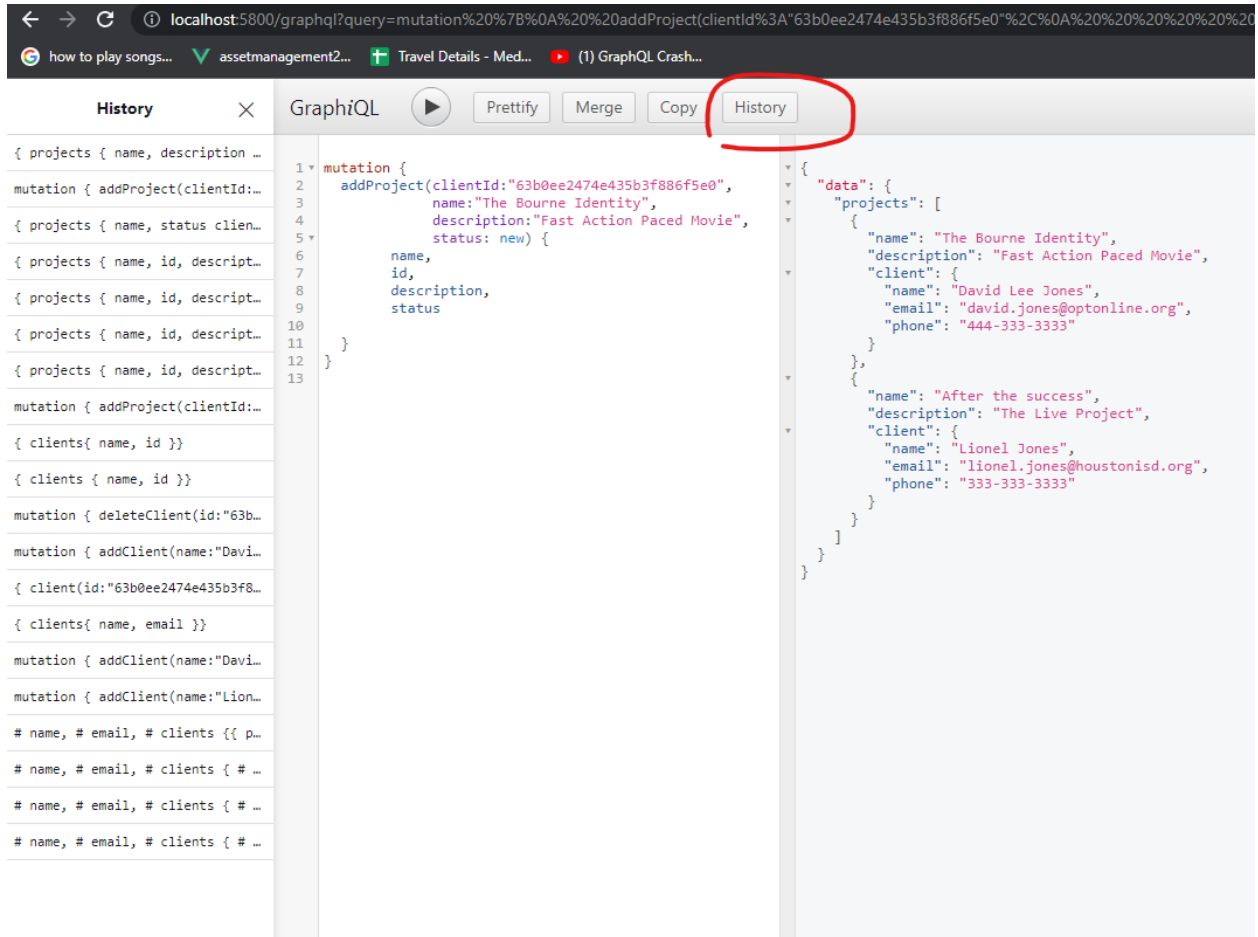 localhost:5800/graphql?query=mutation%20%7B%0A%20%20addProject(clientId%3A"63b0ee2474e435b3f886f5e0"%2C%0A%20%20%20%20%20%20
how to play songs... assetmanagement2... Travel Details - Med... (1) GraphQL Crash...
History
{ projects { name, description …
mutation { addProject(clientId:…
{ projects { name, status clien…
{ projects { name, id, descript…
{ projects { name, id, descript…
{ projects { name, id, descript…
{ projects { name, id, descript…
mutation { addProject(clientId:…
{ clients{ name, id }}
{ clients { name, id }}
mutation { deleteClient(id:"63b…
mutation { addClient(name:"Davi…
{ client(id:"63b0ee2474e435b3f8…
{ clients{ name, email }}
mutation { addClient(name:"Davi…
mutation { addClient(name:"Lion…
# name, # email, # clients {{ p…
# name, # email, # clients { # …
# name, # email, # clients { # …
# name, # email, # clients { # …
GraphiQL Prettify Merge Copy History
1 mutation {
2 addProject(clientId:"63b0ee2474e435b3f886f5e0",
3 name:"The Bourne Identity",
4 description:"Fast Action Paced Movie",
5 status: new) {
6 name,
7 id,
8 description,
9 status
10
11 }
12 }
13
{
"data": {
"projects": [
{
"name": "The Bourne Identity",
"description": "Fast Action Paced Movie",
"client": {
"name": "David Lee Jones",
"email": "david.jones@optonline.org",
"phone": "444-333-3333"
}
},
{
"name": "After the success",
"description": "The Live Project",
"client": {
"name": "Lionel Jones",
"email": "lionel.jones@houstonisd.org",
"phone": "333-333-3333"
}
}
]
}
}